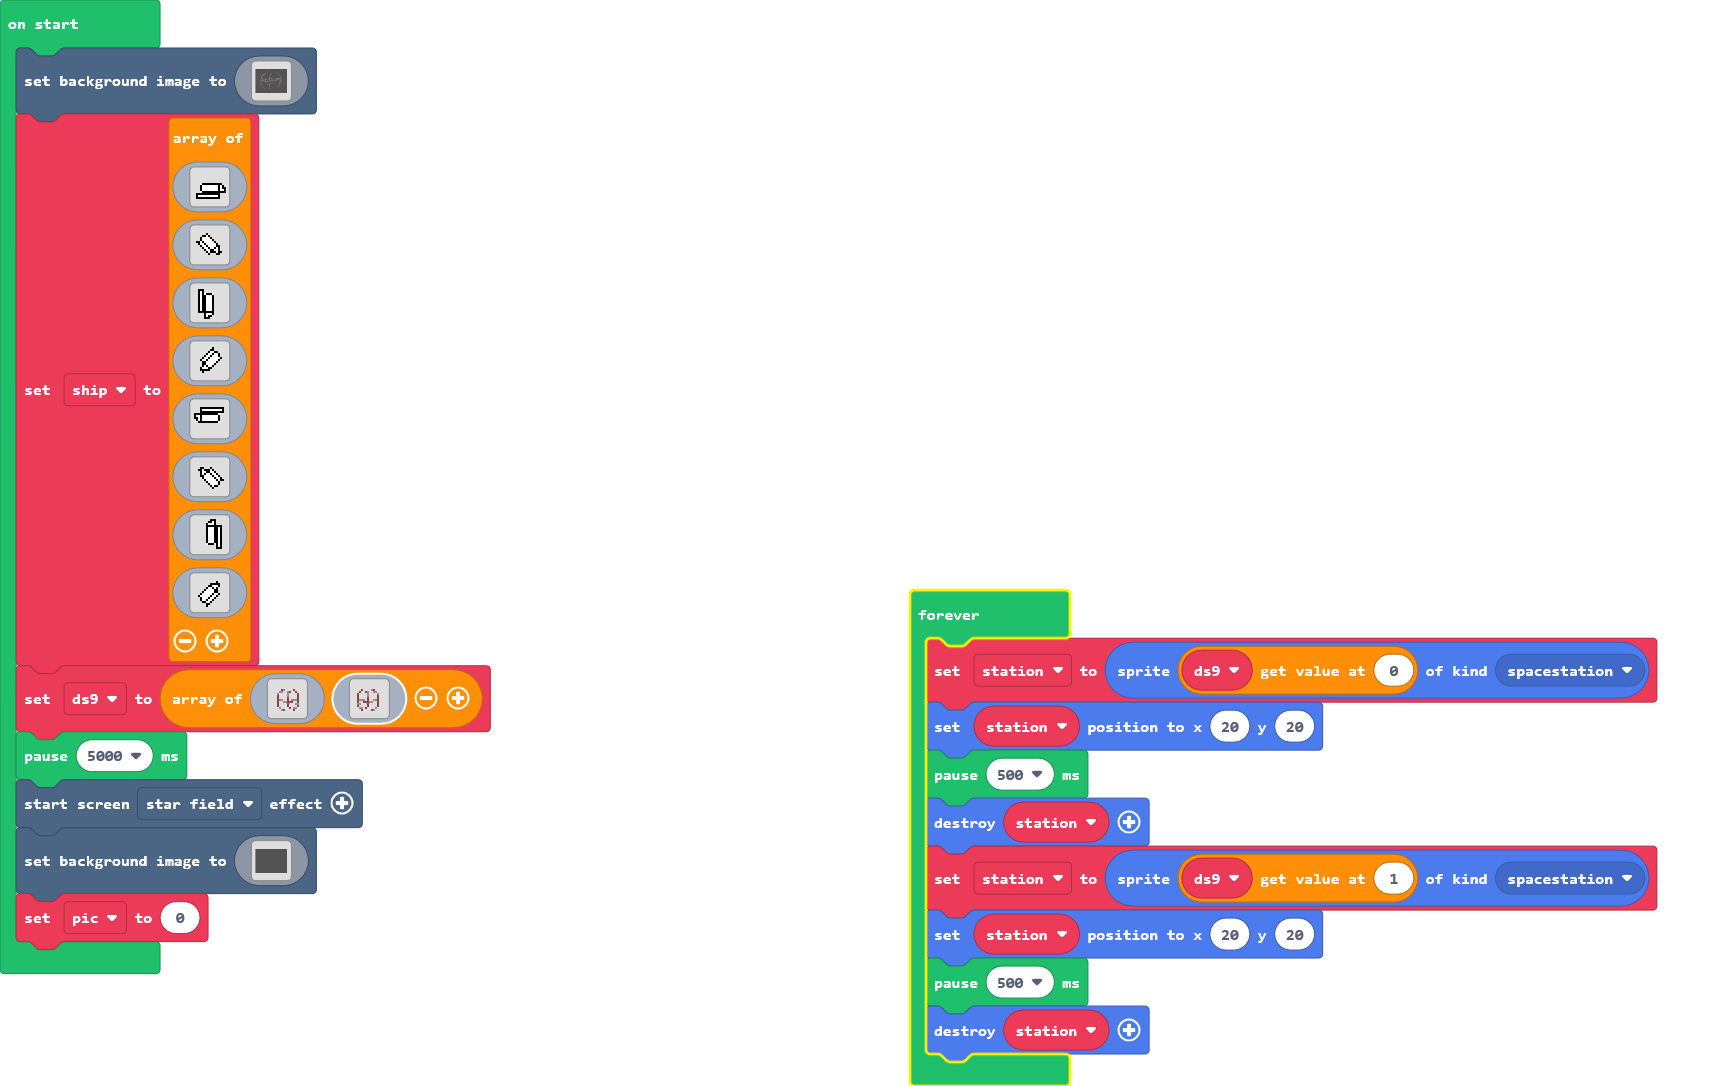 on start
set background image to
array of
set ship to
set ds9 to array of
pause 5000 ms
start screen star field effect
set background image to
set pic to 0
forever
set station to sprite ds9 get value at 0 of kind spacestation
set station position to x 20 y 20
pause 500 ms
destroy station
set station to sprite ds9 get value at 1 of kind spacestation
set station position to x 20 y 20
pause 500 ms
destroy station